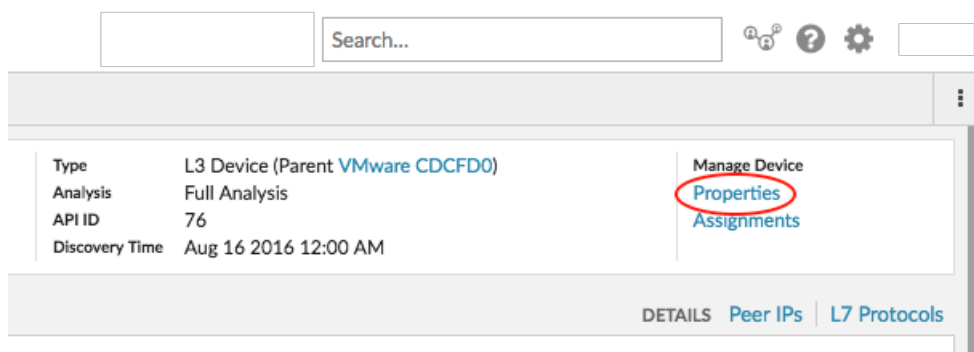 Search...
Type L3 Device (Parent VMware CDCFD0) Manage Device
Analysis Full Analysis Properties
API ID 76 Assignments
Discovery Time Aug 16 2016 12:00 AM
DETAILS Peer IPs L7 Protocols